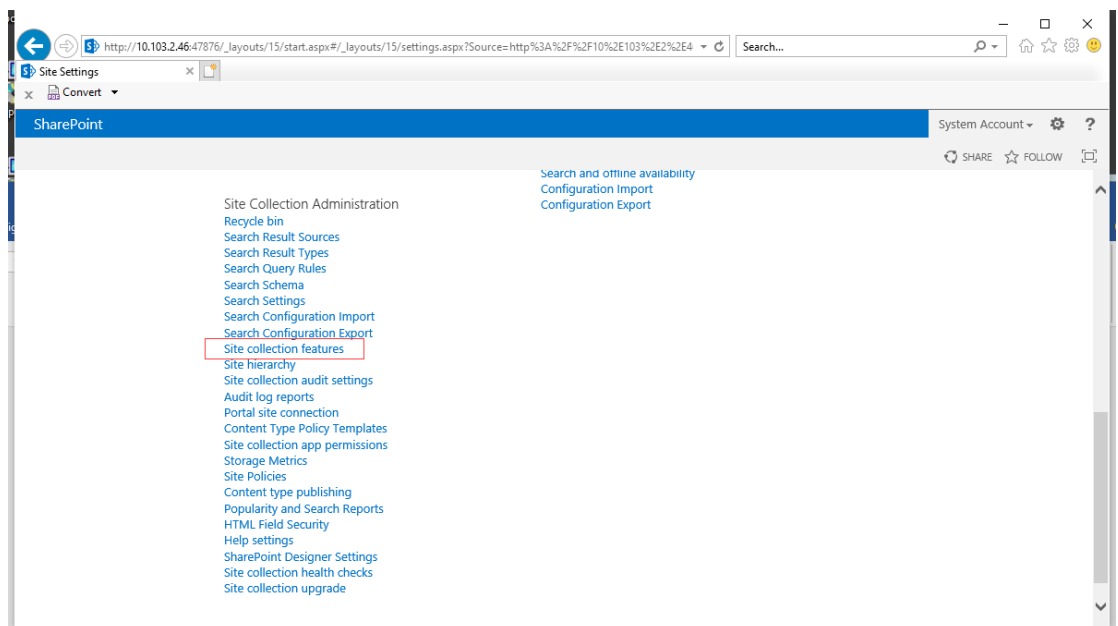 http://10.103.2.46:47876/_layouts/15/start.aspx#/_layouts/15/settings.aspx?Source=http%3A%2F%2F10%2E103%2E2%2E4
Search...
Site Settings
Convert
SharePoint
System Account
?
SHARE
FOLLOW
Search and offline availability
Configuration Import
Configuration Export
Site Collection Administration
Recycle bin
Search Result Sources
Search Result Types
Search Query Rules
Search Schema
Search Settings
Search Configuration Import
Search Configuration Export
Site collection features
Site hierarchy
Site collection audit settings
Audit log reports
Portal site connection
Content Type Policy Templates
Site collection app permissions
Storage Metrics
Site Policies
Content type publishing
Popularity and Search Reports
HTML Field Security
Help settings
SharePoint Designer Settings
Site collection health checks
Site collection upgrade